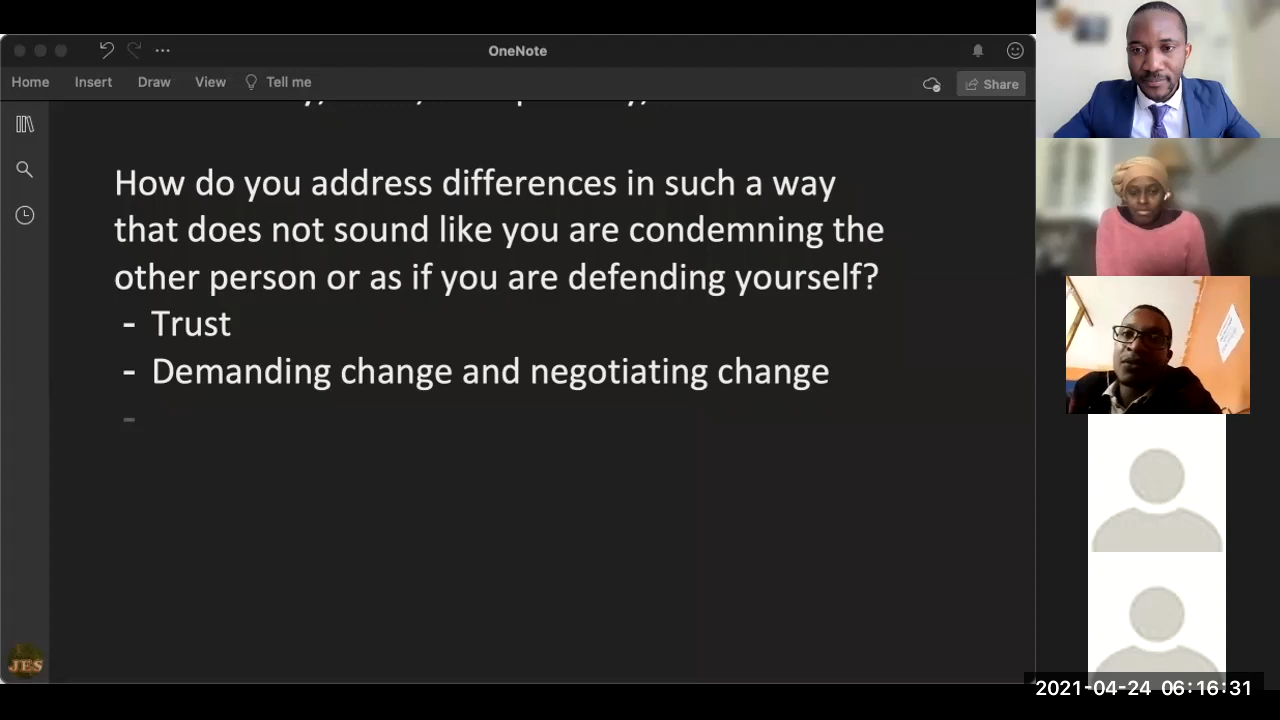 OneNote
Home Insert Draw View Tell me Share
How do you address differences in such a way
that does not sound like you are condemning the
other person or as if you are defending yourself?
- Trust
- Demanding change and negotiating change
-
JES
2021-04-24 06:16:31